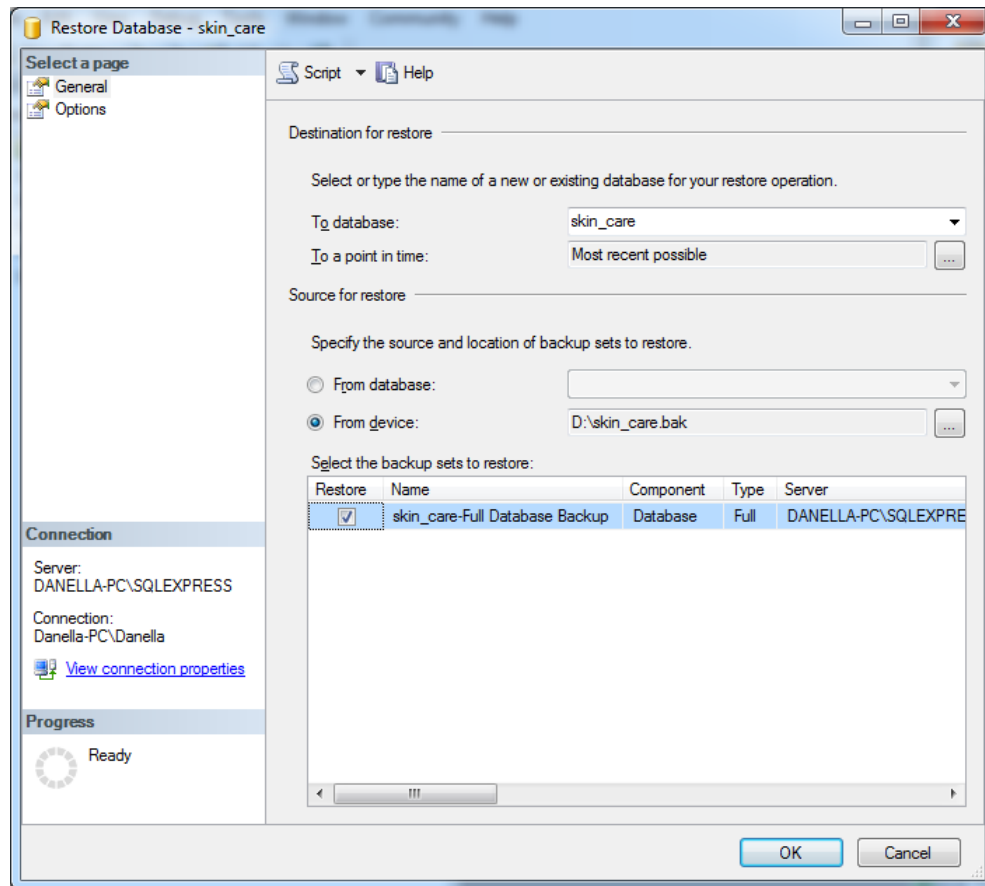 Restore Database - skin_care
Select a page
General
Options
Script Help
Destination for restore
Select or type the name of a new or existing database for your restore operation.
To database: skin_care
To a point in time: Most recent possible ...
Source for restore
Specify the source and location of backup sets to restore.
From database:
From device: D:\skin_care.bak ...
Select the backup sets to restore:
Restore Name Component Type Server
skin_care-Full Database Backup Database Full DANELLA-PC\SQLEXPRE
Connection
Server:
DANELLA-PC\SQLEXPRESS
Connection:
Danella-PC\Danella
View connection properties
Progress
Ready
OK Cancel